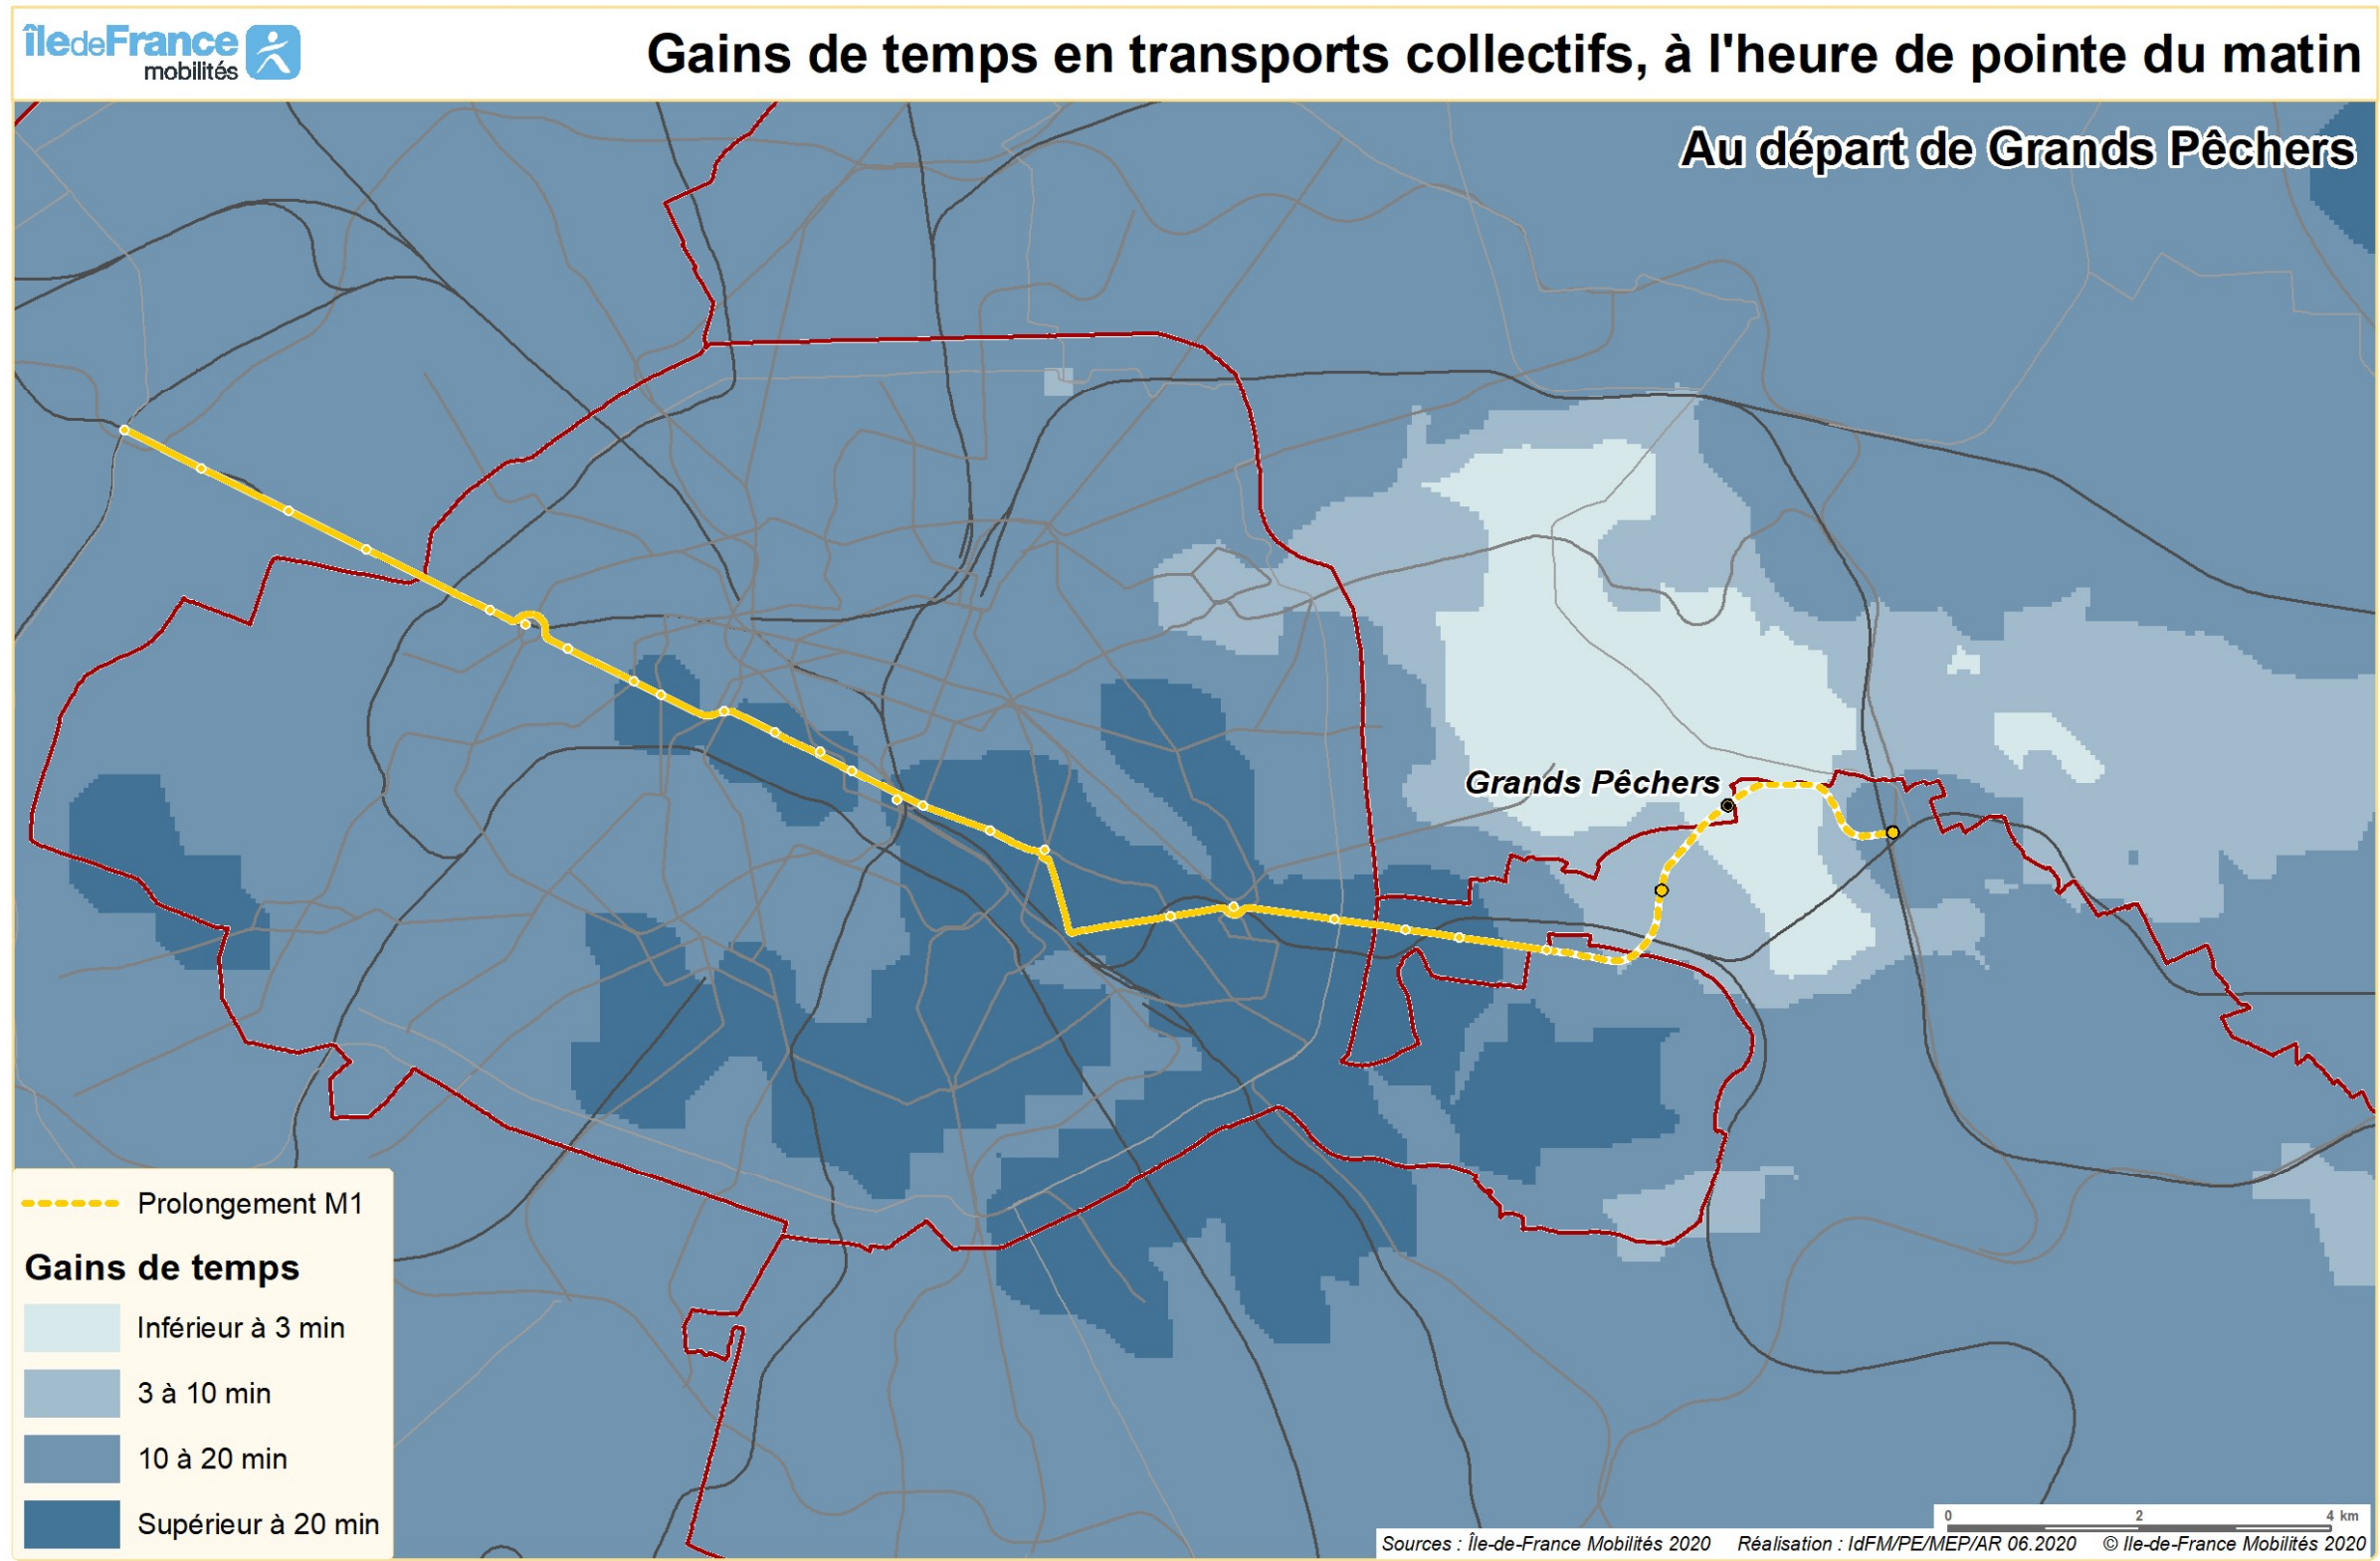 îledeFrance
mobilités
Gains de temps en transports collectifs, à l'heure de pointe du matin
Au départ de Grands Pêchers
Grands Pêchers
Prolongement M1
Gains de temps
Inférieur à 3 min
3 à 10 min
10 à 20 min
Supérieur à 20 min
0 2 4 km
Sources : Île-de-France Mobilités 2020 Réalisation : IdFM/PE/MEP/AR 06.2020 © Ile-de-France Mobilités 2020